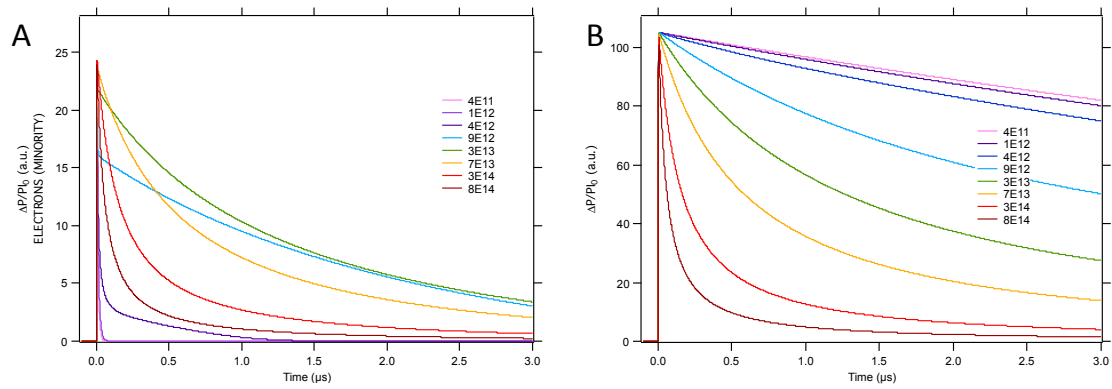 A
ΔP/PI₀ (a.u.)
ELECTRONS (MINORITY)
25
20
15
10
5
0
0.0
0.5
1.0
1.5
2.0
2.5
3.0
Time (μs)
4E11
1E12
4E12
9E12
3E13
7E13
3E14
8E14
B
ΔP/PI₀ (a.u.)
100
80
60
40
20
0
0.0
0.5
1.0
1.5
2.0
2.5
3.0
Time (μs)
4E11
1E12
4E12
9E12
3E13
7E13
3E14
8E14